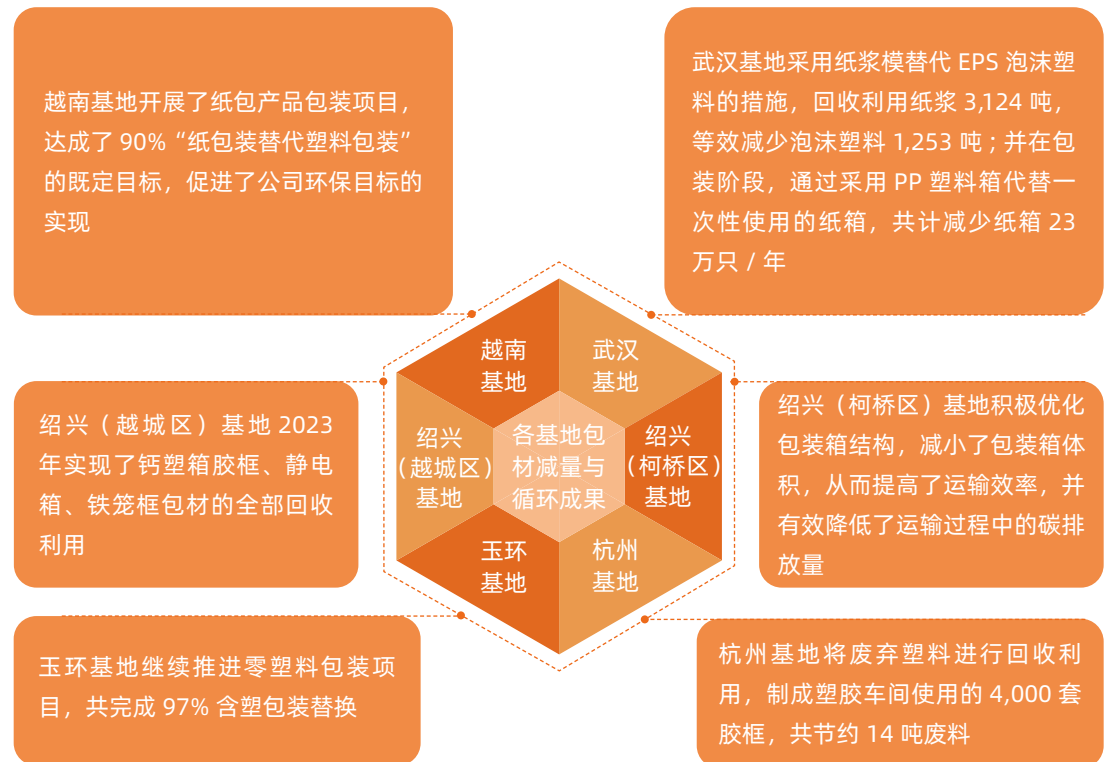 越南基地开展了纸包产品包装项目，
达成了 90%“纸包装替代塑料包装”
的既定目标，促进了公司环保目标的
实现
武汉基地采用纸浆模替代 EPS 泡沫塑
料的措施，回收利用纸浆 3,124 吨，
等效减少泡沫塑料 1,253 吨；并在包
装阶段，通过采用 PP 塑料箱代替一
次性使用的纸箱，共计减少纸箱 23
万只 / 年
越南
基地
武汉
基地
绍兴
（越城区）
基地
各基地包
材减量与
循环成果
绍兴
（柯桥区）
基地
玉环
基地
杭州
基地
绍兴（越城区）基地 2023
年实现了钙塑箱胶框、静电
箱、铁笼框包材的全部回收
利用
绍兴（柯桥区）基地积极优化
包装箱结构，减小了包装箱体
积，从而提高了运输效率，并
有效降低了运输过程中的碳排
放量
玉环基地继续推进零塑料包装项
目，共完成 97% 含塑包装替换
杭州基地将废弃塑料进行回收利
用，制成塑胶车间使用的 4,000 套
胶框，共节约 14 吨废料